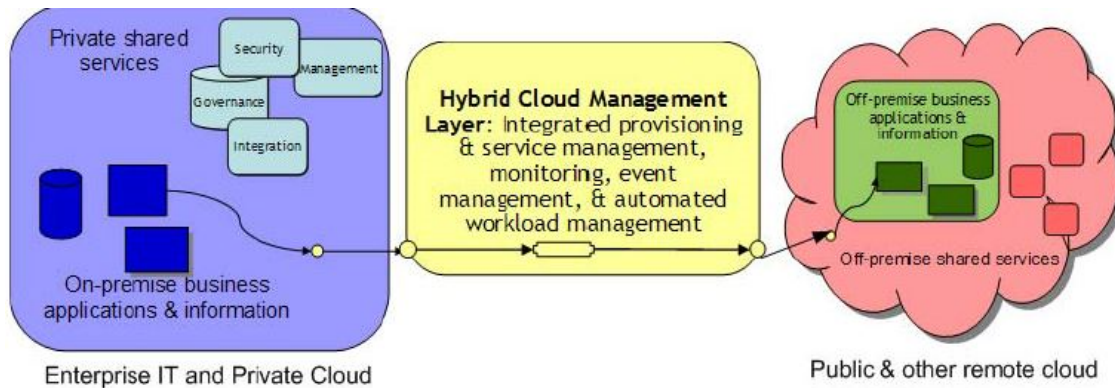 Private shared
services
Security
Management
Governance
Integration
On-premise business
applications & information
Enterprise IT and Private Cloud
Hybrid Cloud Management
Layer: Integrated provisioning
& service management,
monitoring, event
management, & automated
workload management
Off-premise business
applications &
information
Off-premise shared services
Public & other remote cloud